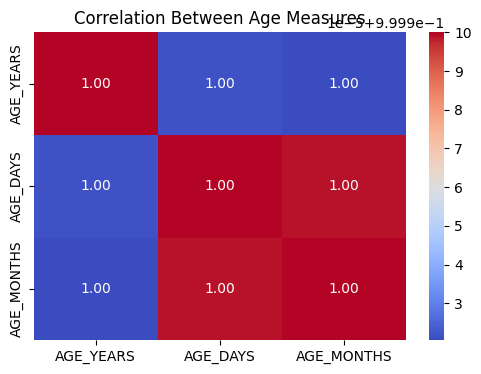 Correlation Between Age Measures
1e−5+9.999e−1
AGE_YEARS
1.00 1.00 1.00
AGE_DAYS
1.00 1.00 1.00
AGE_MONTHS
1.00 1.00 1.00
AGE_YEARS AGE_DAYS AGE_MONTHS
10
9
8
7
6
5
4
3